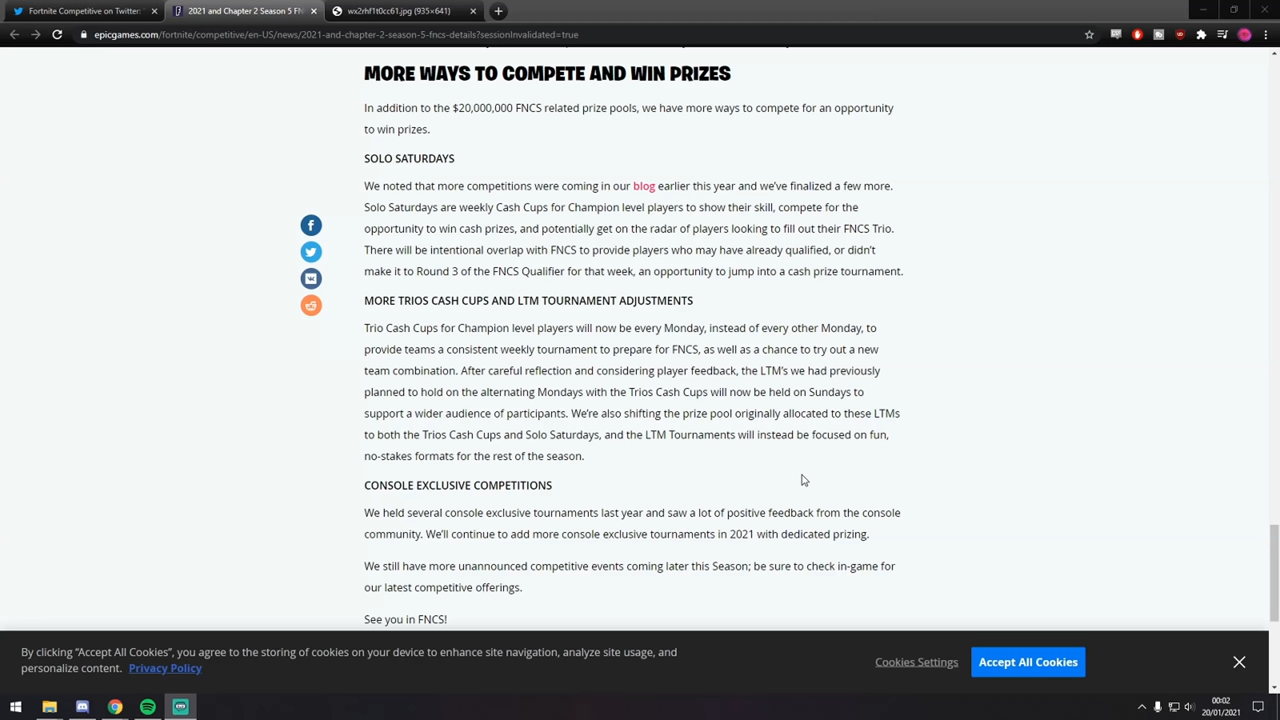 Fortnite Competitive on Twitter
2021 and Chapter 2 Season 5 FN
wx2rhf1t0cc61.jpg (935×641)
epicgames.com/fortnite/competitive/en-US/news/2021-and-chapter-2-season-5-fncs-details?sessionInvalidated=true
MORE WAYS TO COMPETE AND WIN PRIZES
In addition to the $20,000,000 FNCS related prize pools, we have more ways to compete for an opportunity
to win prizes.
SOLO SATURDAYS
We noted that more competitions were coming in our blog earlier this year and we've finalized a few more.
Solo Saturdays are weekly Cash Cups for Champion level players to show their skill, compete for the
opportunity to win cash prizes, and potentially get on the radar of players looking to fill out their FNCS Trio.
There will be intentional overlap with FNCS to provide players who may have already qualified, or didn't
make it to Round 3 of the FNCS Qualifier for that week, an opportunity to jump into a cash prize tournament.
MORE TRIOS CASH CUPS AND LTM TOURNAMENT ADJUSTMENTS
Trio Cash Cups for Champion level players will now be every Monday, instead of every other Monday, to
provide teams a consistent weekly tournament to prepare for FNCS, as well as a chance to try out a new
team combination. After careful reflection and considering player feedback, the LTM's we had previously
planned to hold on the alternating Mondays with the Trios Cash Cups will now be held on Sundays to
support a wider audience of participants. We're also shifting the prize pool originally allocated to these LTMs
to both the Trios Cash Cups and Solo Saturdays, and the LTM Tournaments will instead be focused on fun,
no-stakes formats for the rest of the season.
CONSOLE EXCLUSIVE COMPETITIONS
We held several console exclusive tournaments last year and saw a lot of positive feedback from the console
community. We'll continue to add more console exclusive tournaments in 2021 with dedicated prizing.
We still have more unannounced competitive events coming later this Season; be sure to check in-game for
our latest competitive offerings.
See you in FNCS!
By clicking "Accept All Cookies", you agree to the storing of cookies on your device to enhance site navigation, analyze site usage, and
personalize content. Privacy Policy
Cookies Settings
Accept All Cookies
00:02
20/01/2021